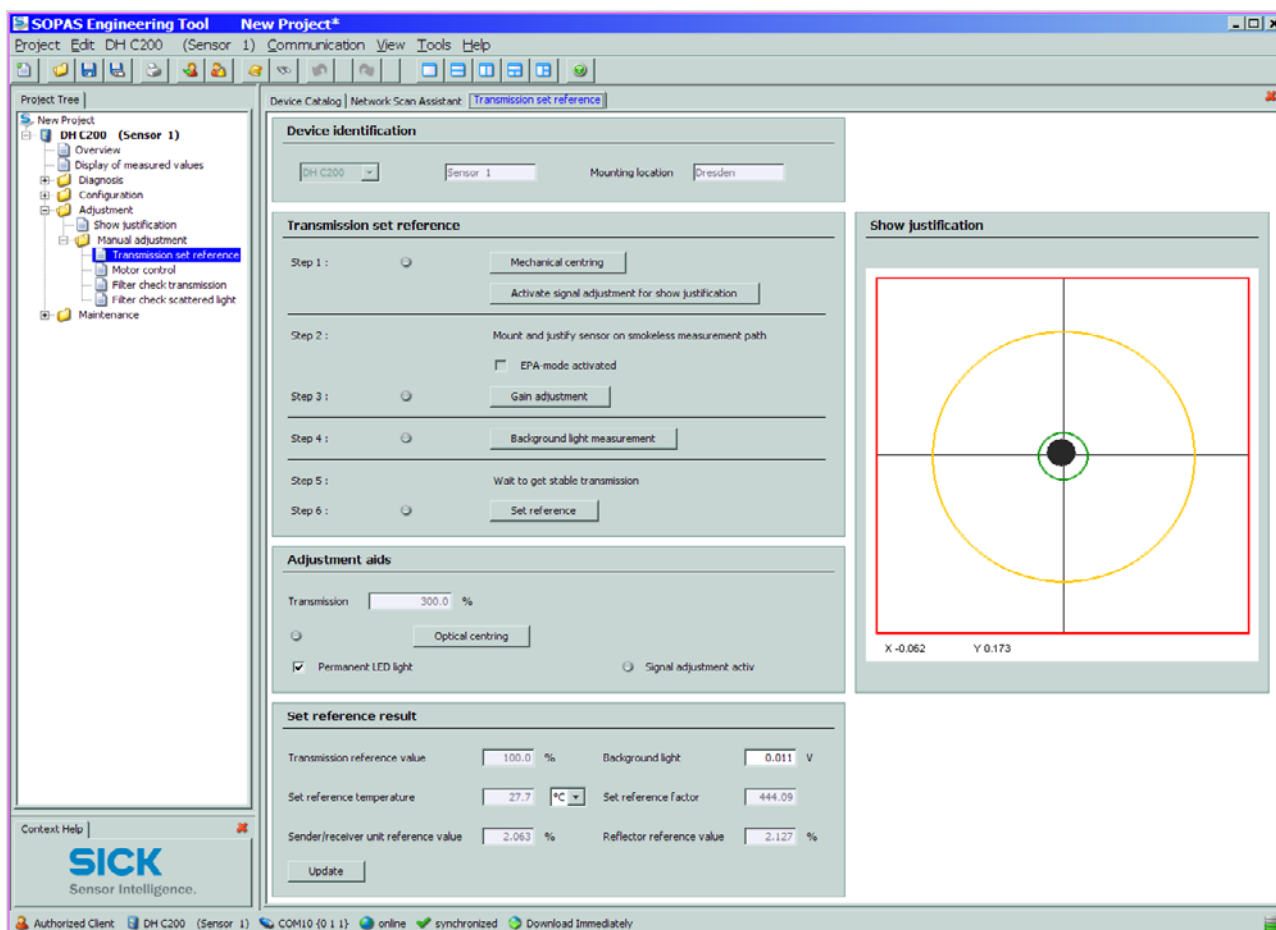 SOPAS Engineering Tool New Project*
Project Edit DH C200 (Sensor 1) Communication View Tools Help
Project Tree
New Project
DH C200 (Sensor 1)
Overview
Display of measured values
Diagnosis
Configuration
Adjustment
Show justification
Manual adjustment
Transmission set reference
Motor control
Filter check transmission
Filter check scattered light
Maintenance
Context Help
SICK
Sensor Intelligence.
Device Catalog Network Scan Assistant Transmission set reference
Device identification
DH C200 Sensor 1 Mounting location Dresden
Transmission set reference
Step 1 : Mechanical centring
Activate signal adjustment for show justification
Step 2 : Mount and justify sensor on smokeless measurement path
EPA-mode activated
Step 3 : Gain adjustment
Step 4 : Background light measurement
Step 5 : Wait to get stable transmission
Step 6 : Set reference
Adjustment aids
Transmission 300.0 %
Optical centring
Permanent LED light Signal adjustment activ
Set reference result
Transmission reference value 100.0 % Background light 0.011 V
Set reference temperature 27.7 °C Set reference factor 444.09
Sender/receiver unit reference value 2.063 % Reflector reference value 2.127 %
Update
Show justification
X -0.062 Y 0.173
Authorized Client DH C200 (Sensor 1) COM10 {0 1 1} online synchronized Download Immediately